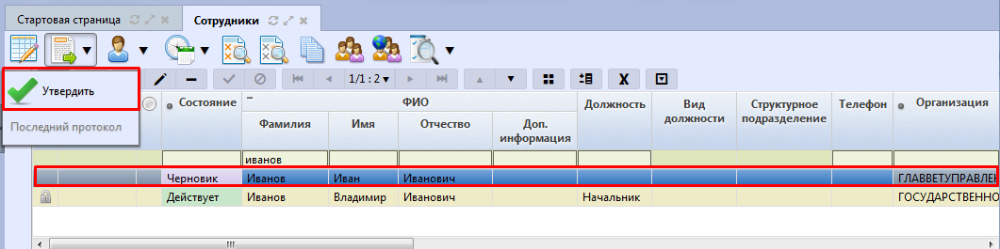 Стартовая страница Сотрудники
Утвердить
1/1 : 2
Последний протокол
Состояние ФИО Должность Вид должности Структурное подразделение Телефон Организация
Фамилия Имя Отчество Доп. информация
иванов
Черновик Иванов Иван Иванович ГЛАВВЕТУПРАВЛЕН
Действует Иванов Владимир Иванович Начальник ГОСУДАРСТВЕННО